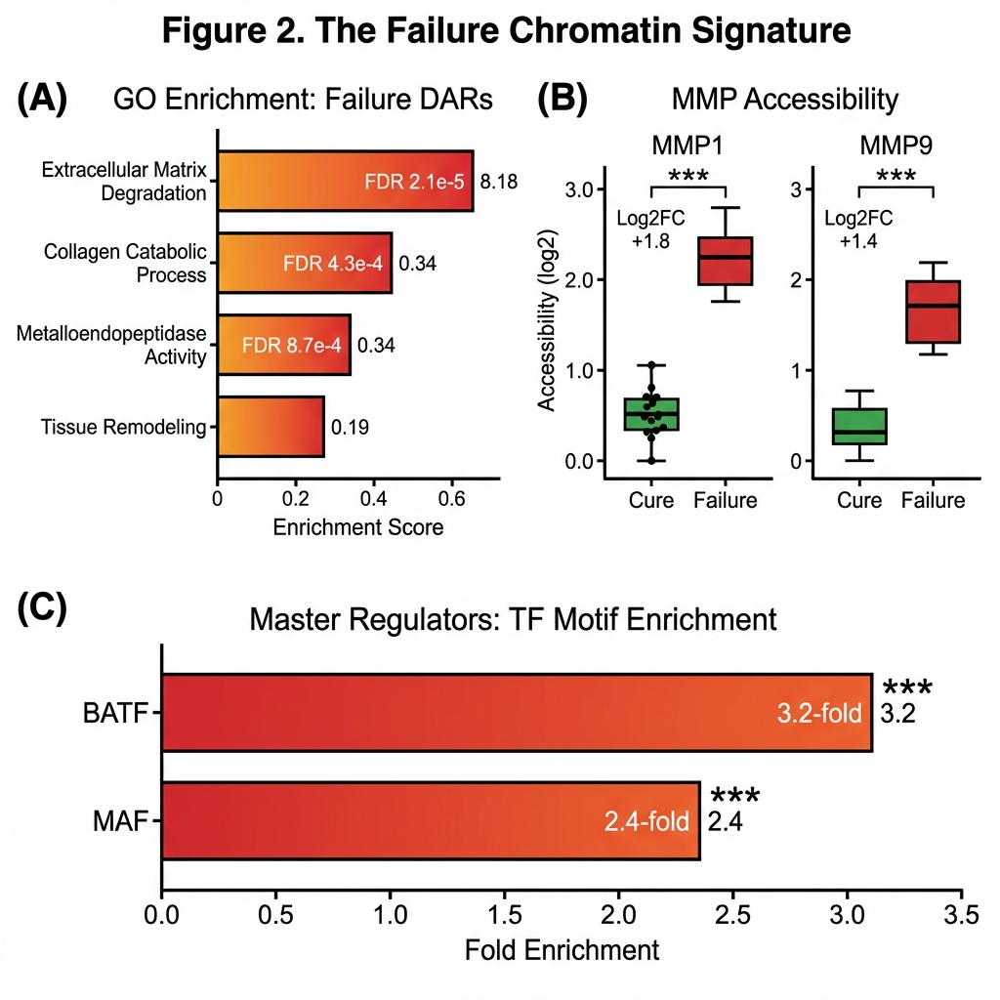 Figure 2. The Failure Chromatin Signature
(A)
GO Enrichment: Failure DARs
Extracellular Matrix
Degradation
FDR 2.1e-5
8.18
Collagen Catabolic
Process
FDR 4.3e-4
0.34
Metalloendopeptidase
Activity
FDR 8.7e-4
0.34
Tissue Remodeling
0.19
0 0.2 0.4 0.6
Enrichment Score
(B)
MMP Accessibility
MMP1
Accessibility (log2)
3.0
2.0
1.0
0.0
***
Log2FC
+1.8
Cure Failure
MMP9
3
2
1
0
***
Log2FC
+1.4
Cure Failure
(C)
Master Regulators: TF Motif Enrichment
BATF
3.2-fold
***
3.2
MAF
2.4-fold
***
2.4
0.0 0.5 1.0 1.5 2.0 2.5 3.0 3.5
Fold Enrichment